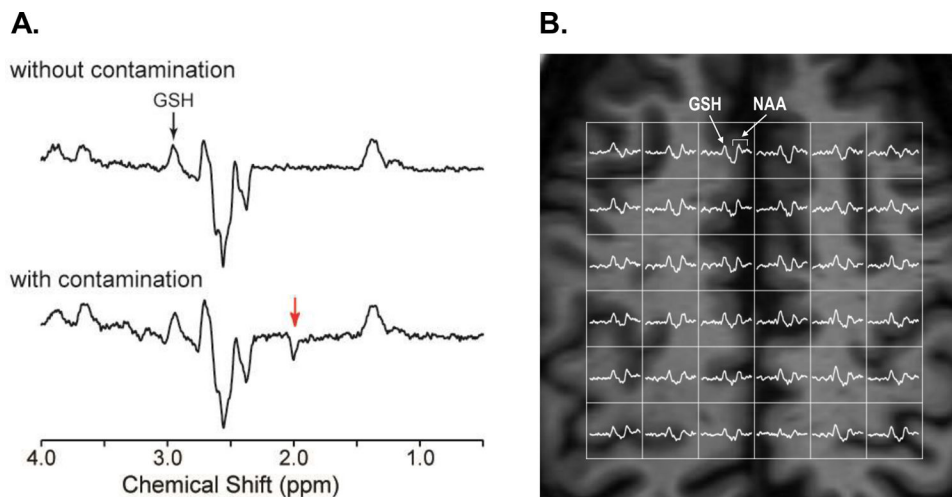 A.
without contamination
GSH
with contamination
4.0 3.0 2.0 1.0
Chemical Shift (ppm)
B.
GSH NAA